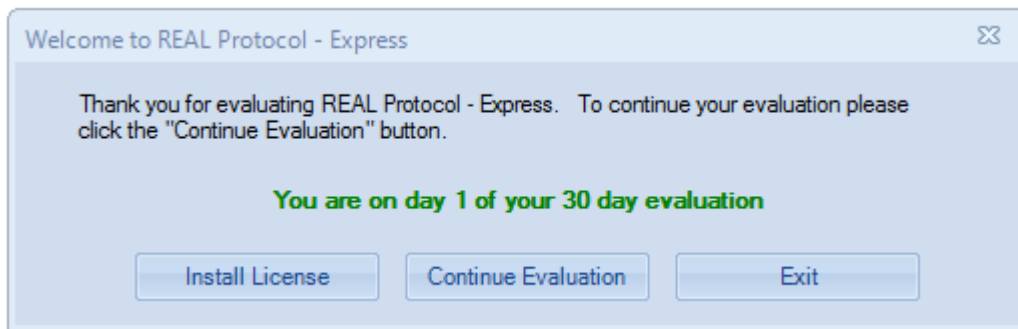 Welcome to REAL Protocol - Express
Thank you for evaluating REAL Protocol - Express.   To continue your evaluation please
click the "Continue Evaluation" button.
You are on day 1 of your 30 day evaluation
Install License
Continue Evaluation
Exit